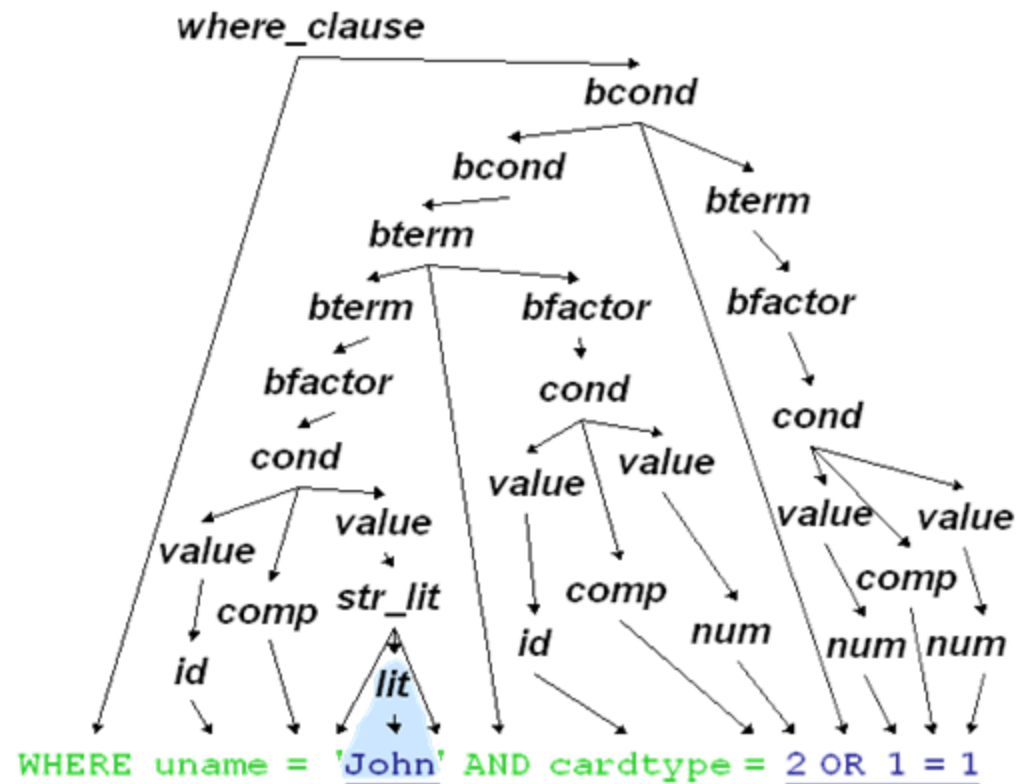 where_clause
bcond
bcond
bterm
bterm
bterm bfactor bfactor
bfactor cond
cond
cond value value
value value value
value comp str_lit comp comp
id lit id num num num
WHERE uname = 'John' AND cardtype = 2 OR 1 = 1